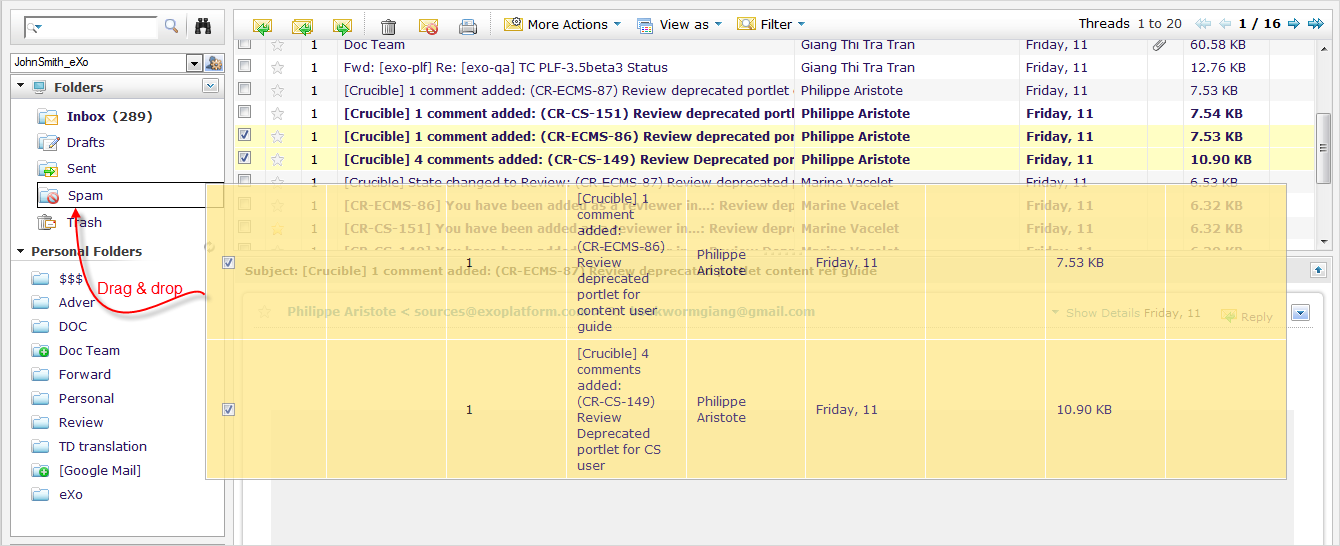 More Actions
View as
Filter
Threads 1 to 20
1 / 16
JohnSmith_eXo
Folders
Inbox (289)
Drafts
Sent
Spam
Trash
Personal Folders
$$$
Adver
DOC
Doc Team
Forward
Personal
Review
TD translation
[Google Mail]
eXo
Drag & drop
1 Doc Team Giang Thi Tra Tran Friday, 11 60.58 KB
1 Fwd: [exo-plf] Re: [exo-qa] TC PLF-3.5beta3 Status Giang Thi Tra Tran Friday, 11 12.76 KB
1 [Crucible] 1 comment added: (CR-ECMS-87) Review deprecated portlet Philippe Aristote Friday, 11 7.53 KB
1 [Crucible] 1 comment added: (CR-CS-151) Review deprecated portl Philippe Aristote Friday, 11 7.54 KB
1 [Crucible] 1 comment added: (CR-ECMS-86) Review deprecated por Philippe Aristote Friday, 11 7.53 KB
1 [Crucible] 4 comments added: (CR-CS-149) Review Deprecated por Philippe Aristote Friday, 11 10.90 KB
1 [Crucible] State changed to Review: (CR-ECMS-87) Review deprecated p Marine Vacelet Friday, 11 6.53 KB
1 [CR-ECMS-86] You have been added as a reviewer in...: Review de Marine Vacelet Friday, 11 6.32 KB
1 [CR-CS-151] You have been added as a reviewer in...: Review depr Marine Vacelet Friday, 11 6.32 KB
Subject: [Crucible] 1 comment added: (CR-ECMS-87) Review deprecated portlet content ref guide
Philippe Aristote < sources@exoplatform.com
Show Details Friday, 11
Reply
1
[Crucible] 1
comment
added:
(CR-ECMS-86)
Review
deprecated
portlet for
content user
guide
Philippe
Aristote
Friday, 11
7.53 KB
1
[Crucible] 4
comments
added:
(CR-CS-149)
Review
Deprecated
portlet for CS
user
Philippe
Aristote
Friday, 11
10.90 KB